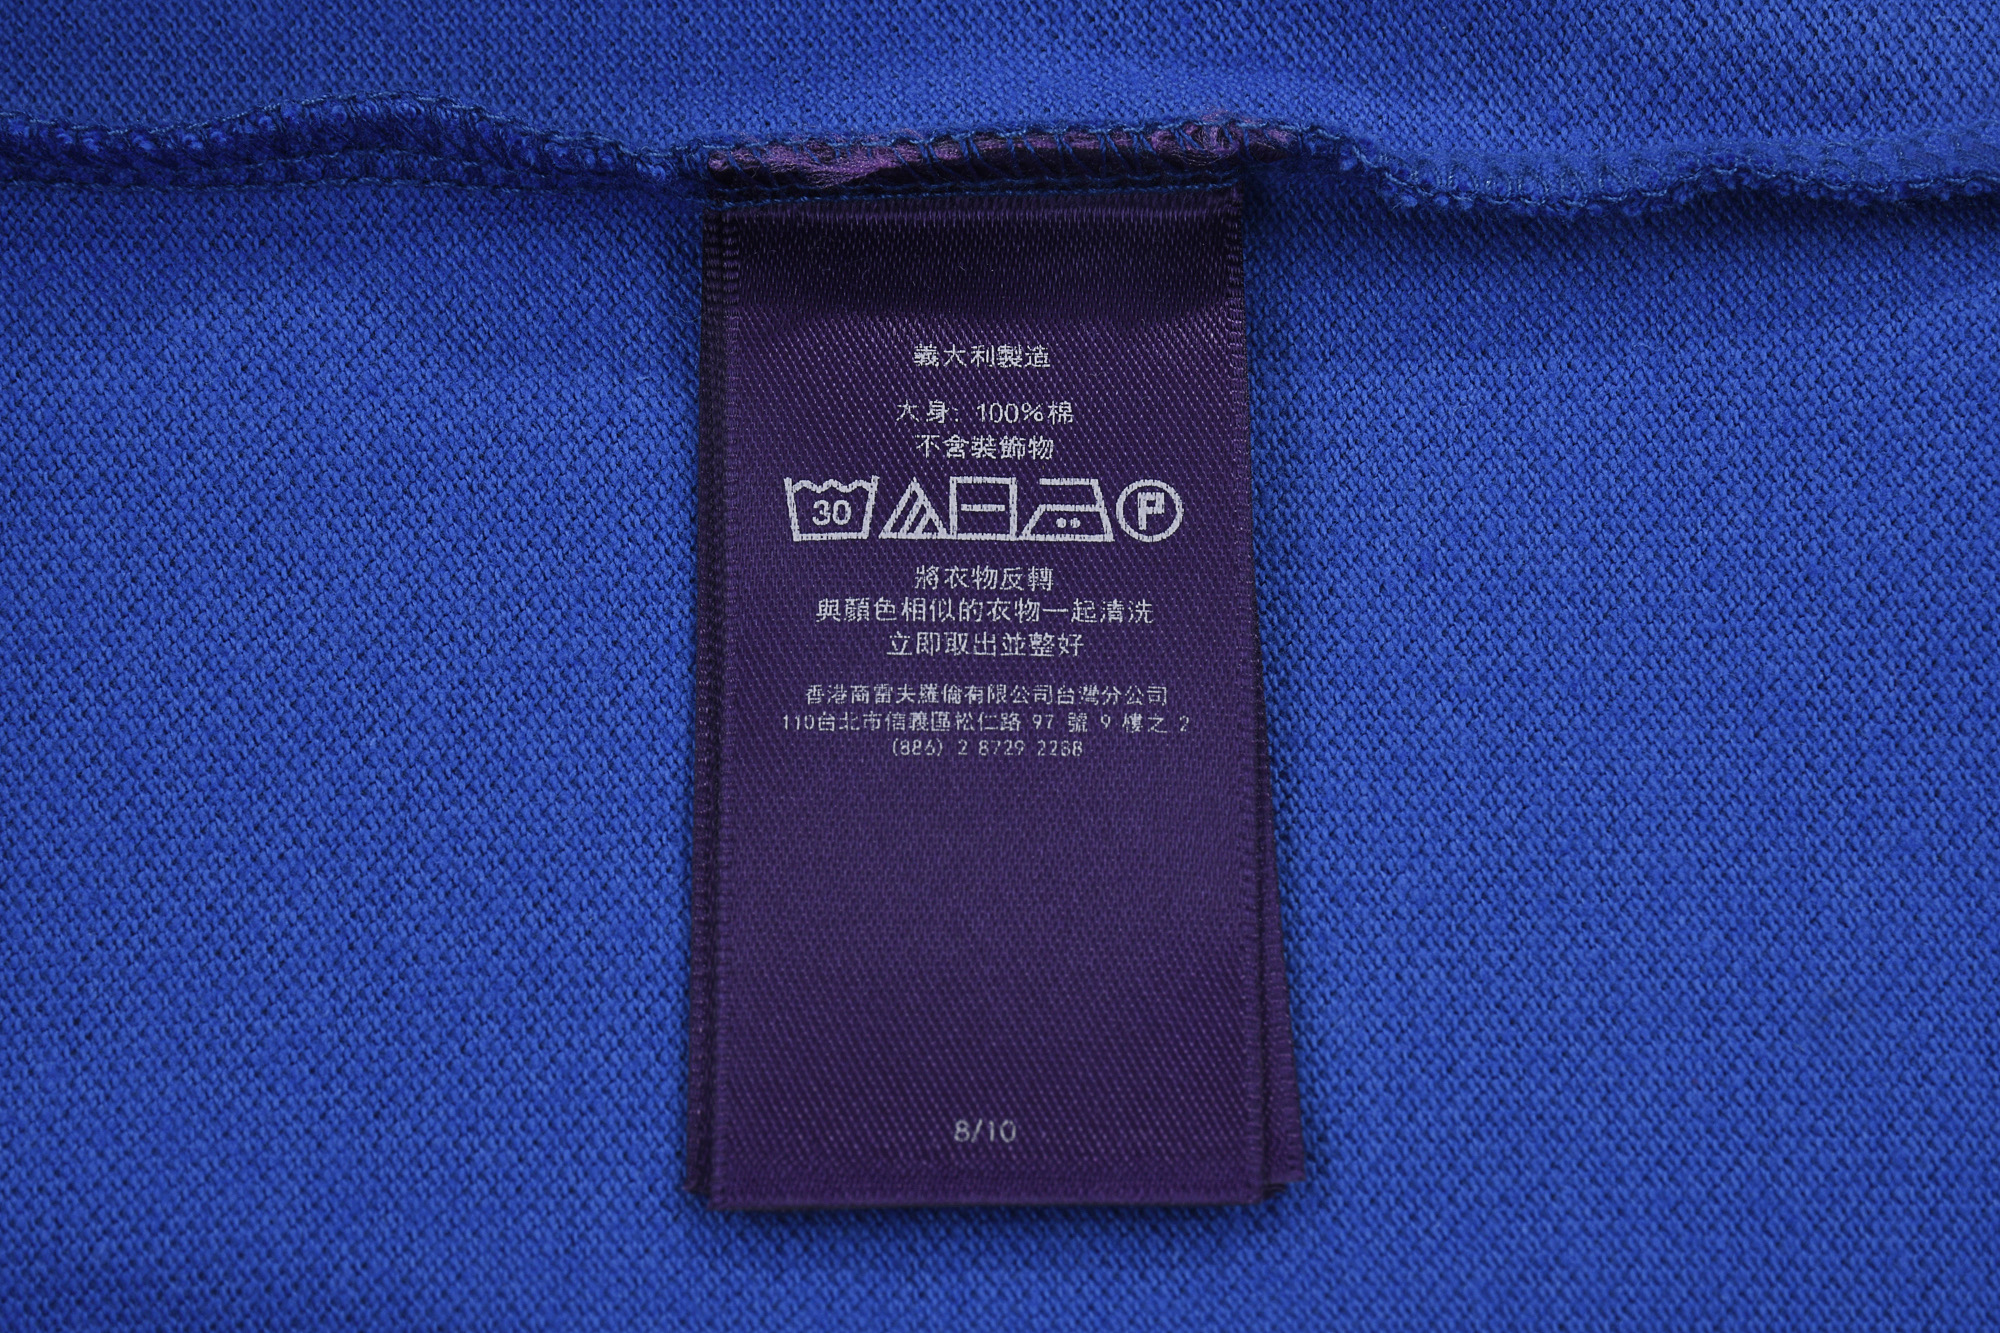 義大利製造
大身: 100%棉
不含裝飾物
30 P
將衣物反轉
與顏色相似的衣物一起清洗
立即取出並整好
香港商雷夫羅倫有限公司台灣分公司
110台北市信義區松仁路 97 號 9 樓之 2
(886) 2 8729 2288
8/10